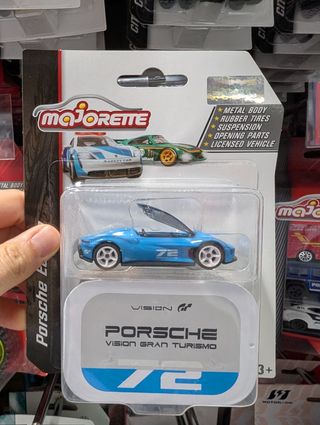 majORETTE
METAL BODY
RUBBER TIRES
SUSPENSION
OPENING PARTS
LICENSED VEHICLE
Porsche
72
VISION GT
PORSCHE
VISION GRAN TURISMO
72
3+
majO